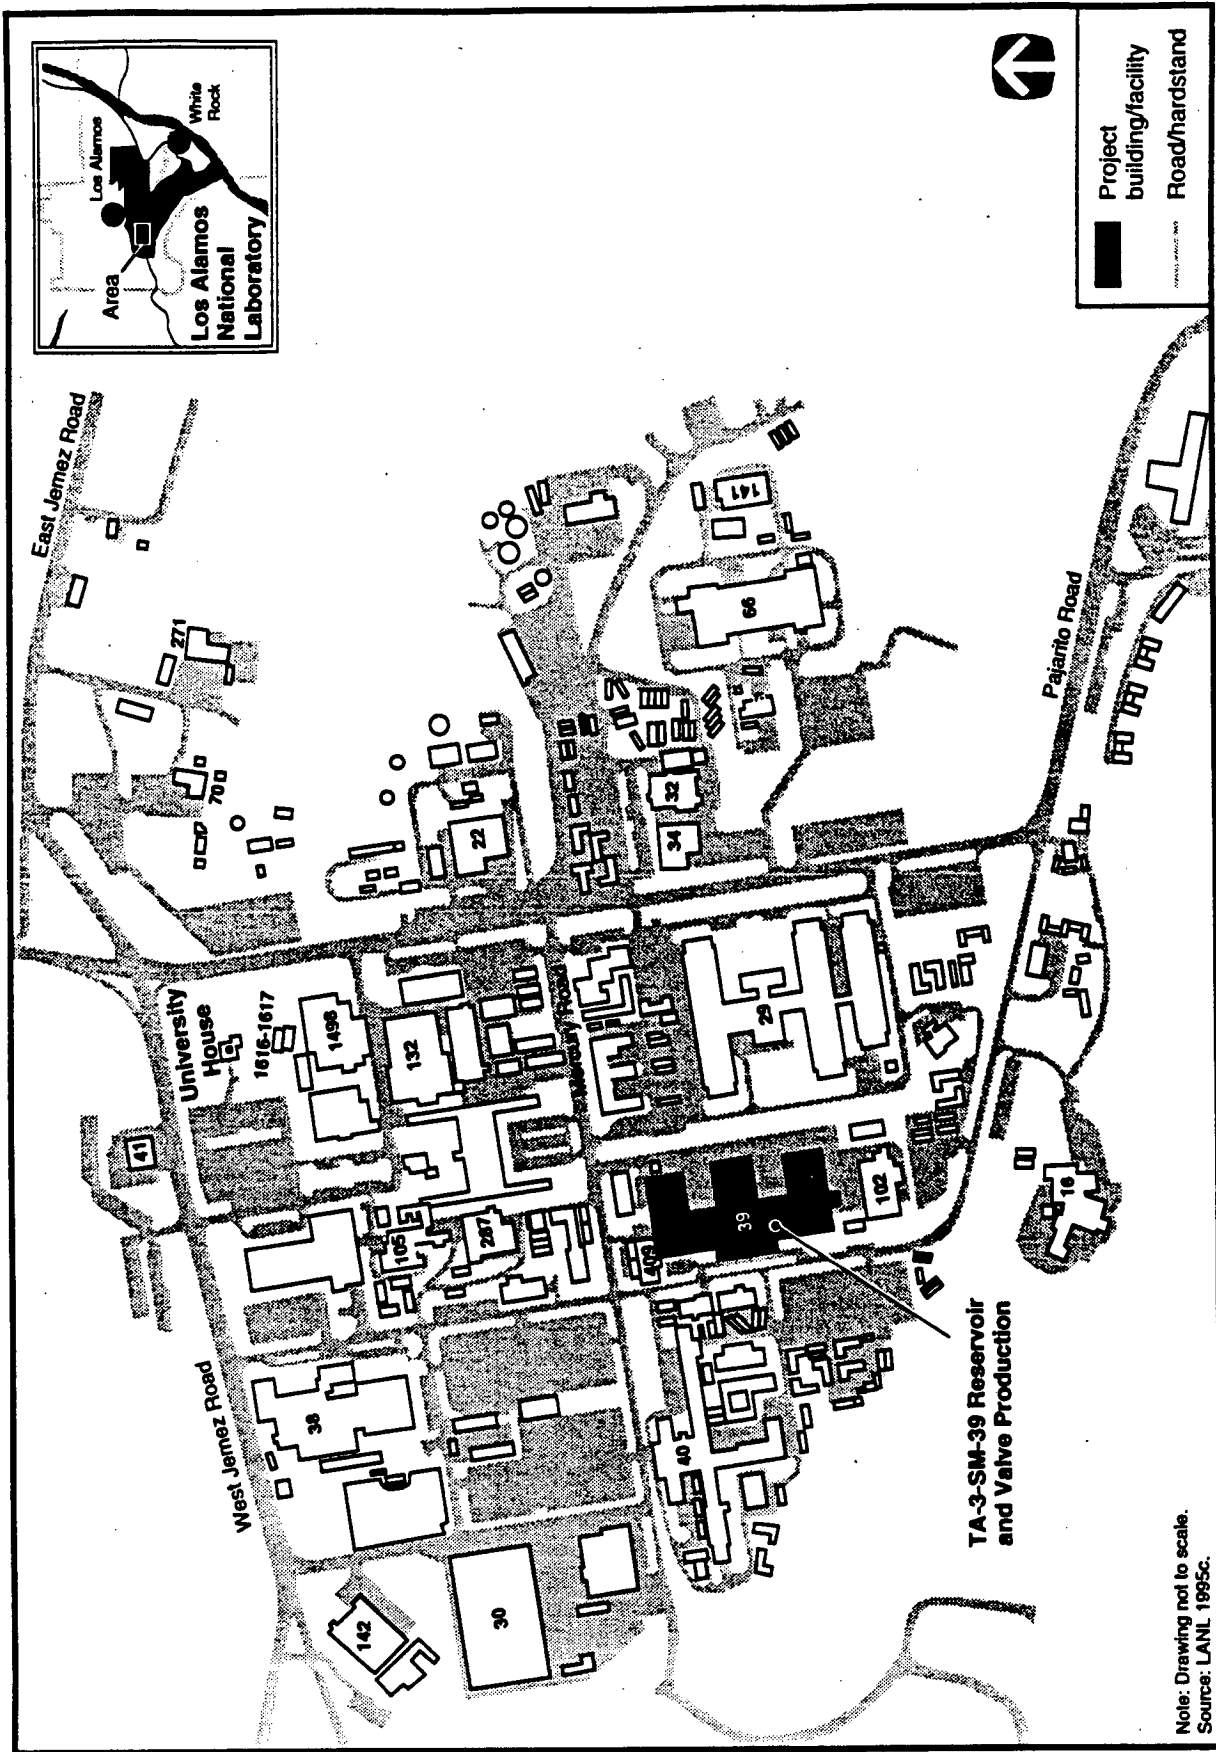 Los Alamos
White
Rock
Area
Los Alamos
National
Laboratory
Project
building/facility
Road/hardstand
East Jemez Road
West Jemez Road
Pajarito Road
Mercury Road
University
House
1616-1617
1498
132
41
271
70
22
32
34
66
141
29
105
287
409
39
102
16
38
40
30
142
TA-3-SM-39 Reservoir
and Valve Production
Note: Drawing not to scale.
Source: LANL 1995c.